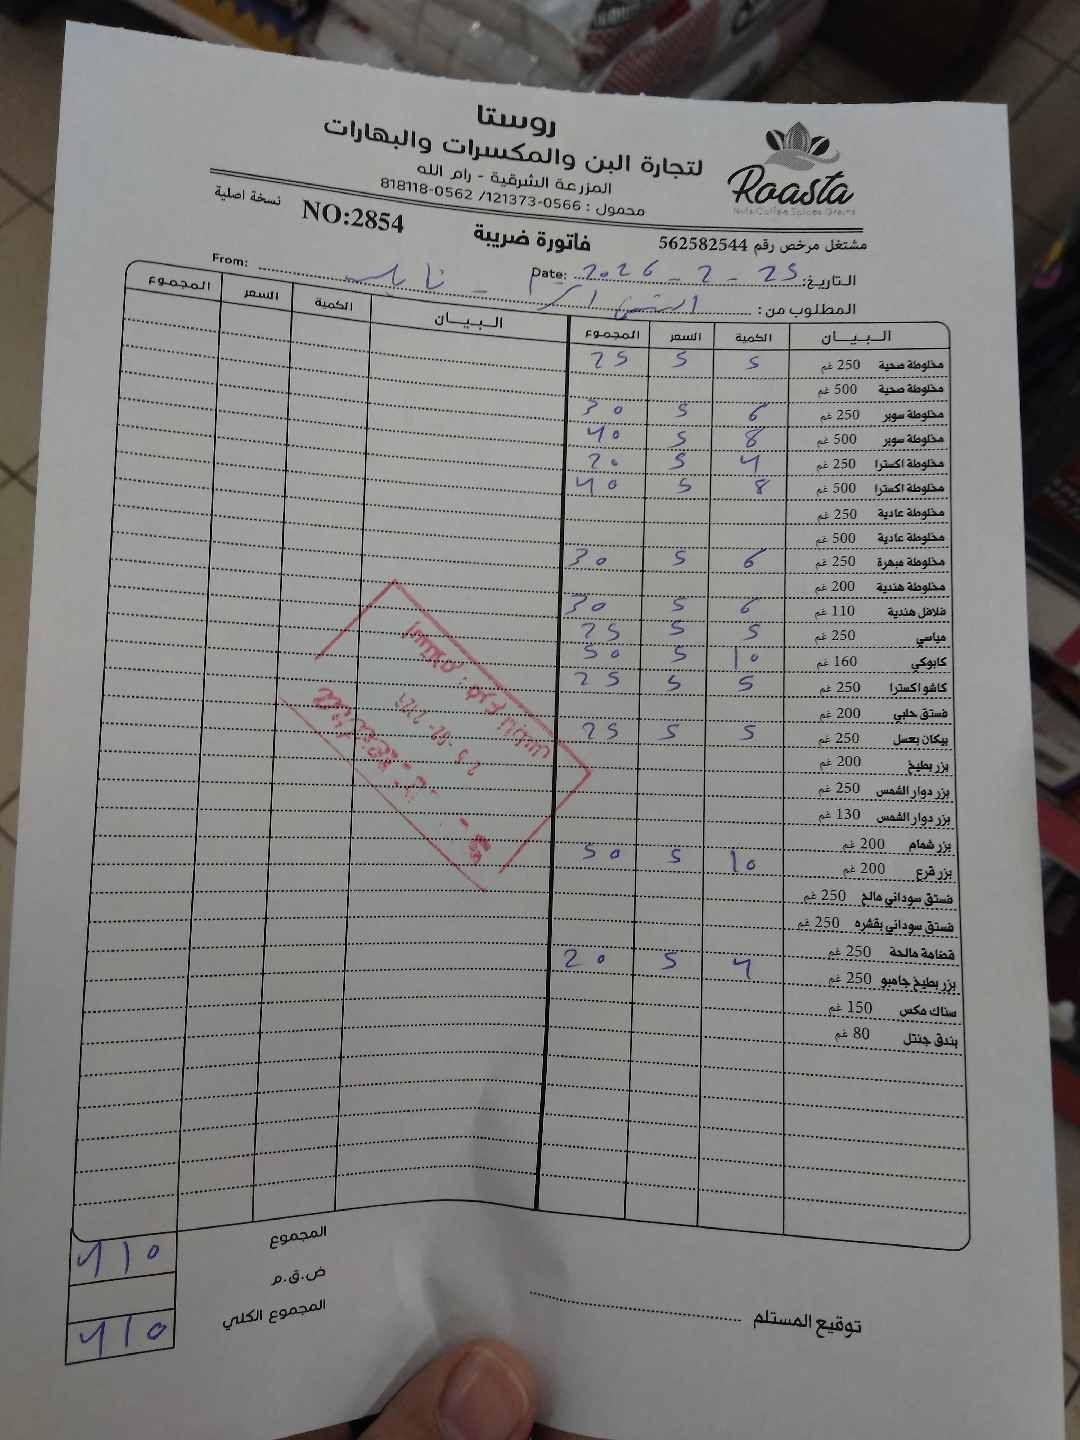 روستا
لتجارة البن والمكسرات والبهارات
المزرعة الشرقية - رام الله
محمول : 0566-121373/ 0562-818118
Roasta
Nuts Coffee Spices Grains
مشتغل مرخص رقم 562582544
فاتورة ضريبة
NO:2854
نسخة اصلية
التاريخ: 25 - 2 - 2026 Date:
From:
المطلوب من : - نابلس
البـيـان الكمية السعر المجموع البـيـان الكمية السعر المجموع
مخلوطة صحية 250 غم 5 5 25
مخلوطة صحية 500 غم
مخلوطة سوبر 250 غم 6 5 30
مخلوطة سوبر 500 غم 8 5 40
مخلوطة اكسترا 250 غم 4 5 20
مخلوطة اكسترا 500 غم 8 5 40
مخلوطة عادية 250 غم
مخلوطة عادية 500 غم
مخلوطة مبهرة 250 غم 6 5 30
مخلوطة هندية 200 غم
فلافل هندية 110 غم 6 5 30
مياسي 250 غم 5 5 25
كابوكي 160 غم 10 5 50
كاشو اكسترا 250 غم 5 5 25
فستق حلبي 200 غم
بيكان بعسل 250 غم 5 5 25
بزر بطيخ 200 غم
بزر دوار الشمس 250 غم
بزر دوار الشمس 130 غم
بزر شمام 200 غم
بزر قرع 200 غم 10 5 50
فستق سوداني مالح 250 غم
فستق سوداني بقشره 250 غم
قضامة مالحة 250 غم
بزر بطيخ جامبو 250 غم 4 5 20
سناك مكس 150 غم
بندق جنتل 80 غم
المجموع 410
ض.ق.م
المجموع الكلي 410
توقيع المستلم